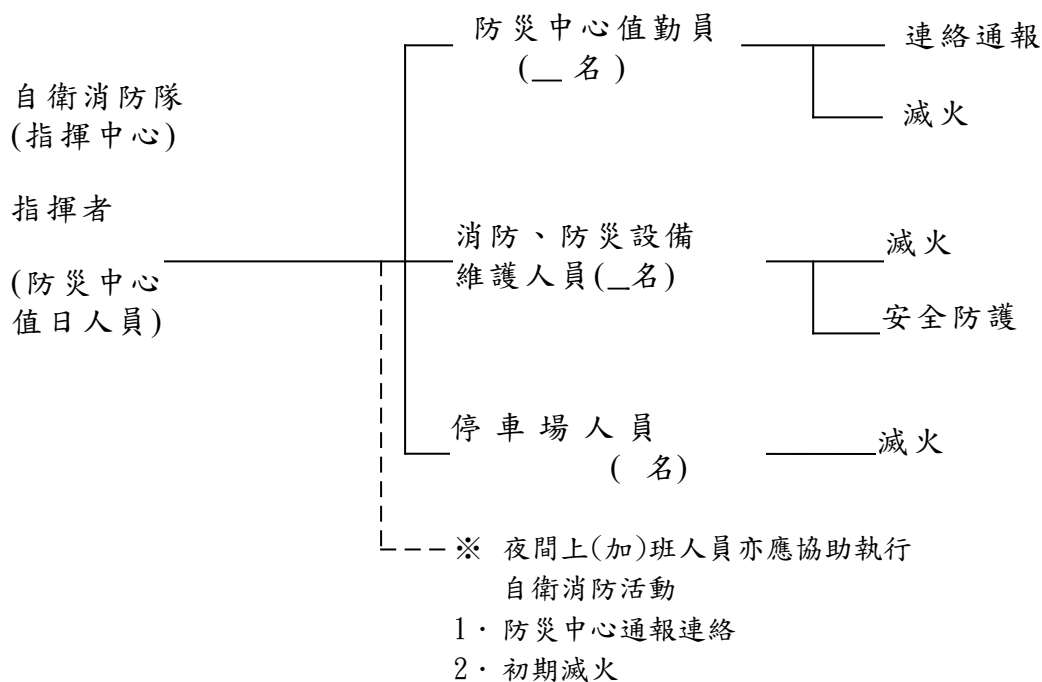 自衛消防隊
(指揮中心)
指揮者
(防災中心
值日人員)
防災中心值勤員
(__ 名)
連絡通報
滅火
消防、防災設備
維護人員(_名)
滅火
安全防護
停車場人員
( 名)
滅火
※ 夜間上(加)班人員亦應協助執行
自衛消防活動
1．防災中心通報連絡
2．初期滅火